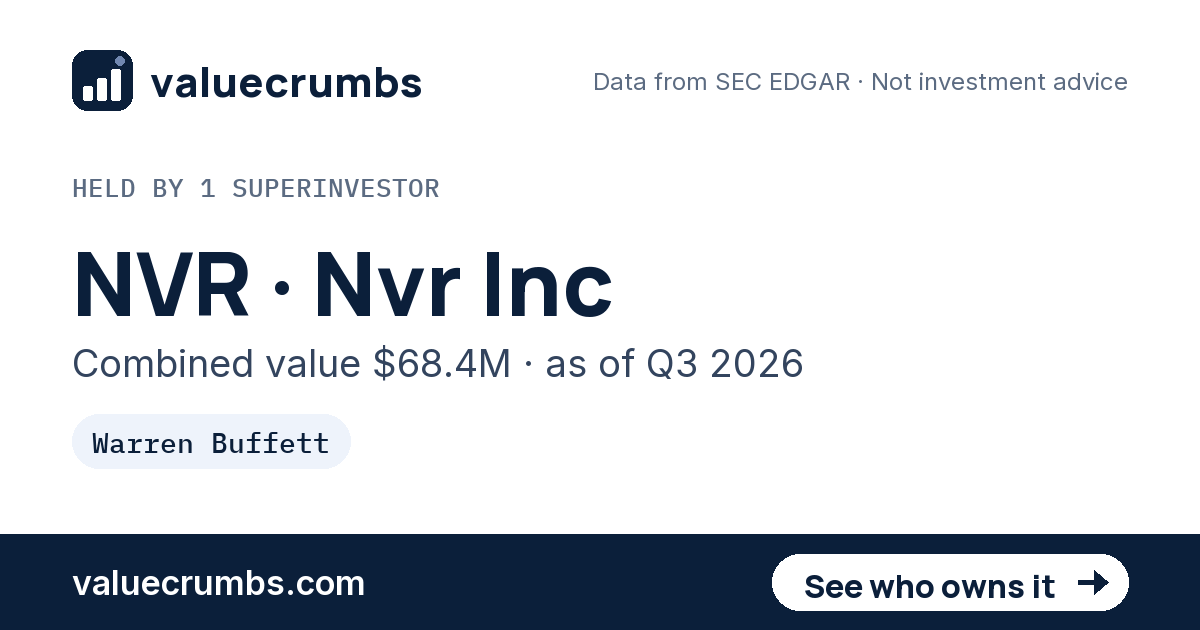 valuecrumbs
Data from SEC EDGAR · Not investment advice
HELD BY 1 SUPERINVESTOR
NVR · Nvr Inc
Combined value $68.4M · as of Q3 2026
Warren Buffett
valuecrumbs.com
See who owns it →